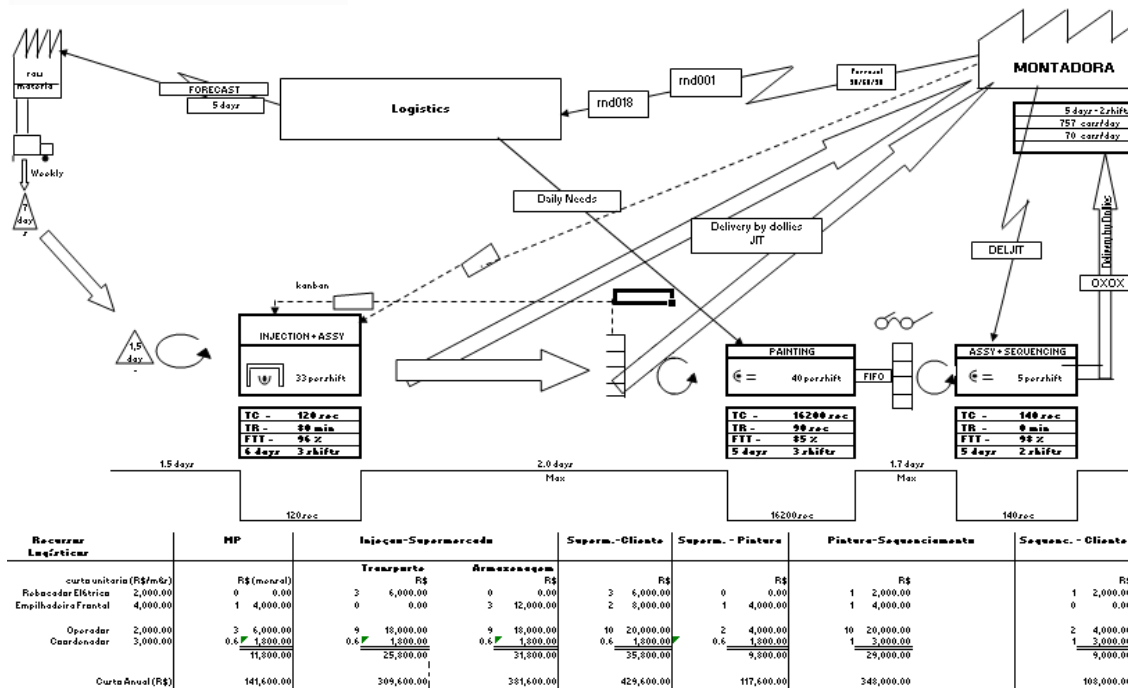 raw
MONTADORA
FORECAST
5 days
Logistics
rnd018
rnd001
5 days - 2 shift
757 cars/day
70 cars/day
Weekly
7
day
s
Daily Needs
Delivery by dollies
JIT
DELJIT
Delivery by Dollies
OXOX
kanban
1,5
day
INJECTION + ASSY
33 per shift
PAINTING
40 per shift
FIFO
ASSY + SEQUENCING
5 per shift
TC - 120 sec
TR - 80 min
FTT - 96 %
6 days 3 shifts
TC - 16200 sec
TR - 90 sec
FTT - 85 %
5 days 3 shifts
TC - 140 sec
TR - 0 min
FTT - 98 %
5 days 2 shifts
1.5 days
2.0 days
Max
1.7 days
Max
120 sec
16200 sec
140 sec
Recursos Logísticos MP Injeçao-Supermercado Superm.-Cliente Superm. - Pintura Pintura-Sequenciamento Sequenc. - Cliente
Transporte Armazenagem
custo unitario (R$/mês) R$ (mensal) R$ R$ R$ R$ R$ R$
Rebocador Elétrico 2,000.00 0 0.00 3 6,000.00 0 0.00 3 6,000.00 0 0.00 1 2,000.00 1 2,000.00
Empilhadeira Frontal 4,000.00 1 4,000.00 0 0.00 3 12,000.00 2 8,000.00 1 4,000.00 1 4,000.00 0 0.00
Operador 2,000.00 3 6,000.00 9 18,000.00 9 18,000.00 10 20,000.00 2 4,000.00 10 20,000.00 2 4,000.00
Coordenador 3,000.00 0.6 1,800.00 0.6 1,800.00 0.6 1,800.00 0.6 1,800.00 0.6 1,800.00 1 3,000.00 1 3,000.00
11,800.00 25,800.00 31,800.00 35,800.00 9,800.00 29,000.00 9,000.00
Custo Anual (R$) 141,600.00 309,600.00 381,600.00 429,600.00 117,600.00 348,000.00 108,000.00